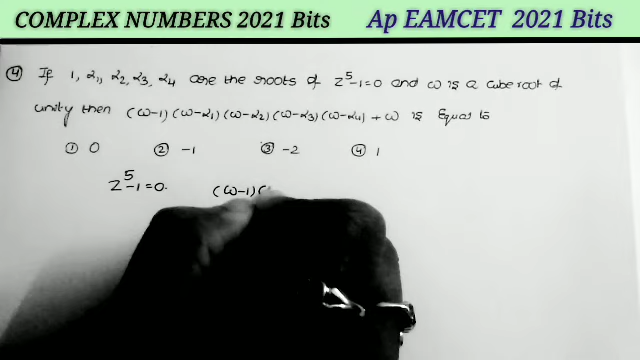 COMPLEX NUMBERS 2021 Bits Ap EAMCET 2021 Bits
④ If 1, α₁, α₂, α₃, α₄ are the roots of z⁵-1=0 and ω is a cube root of
unity then (ω-1)(ω-α₁)(ω-α₂)(ω-α₃)(ω-α₄)+ω is Equal to
① 0 ② -1 ③ -2 ④ 1
z⁵-1=0. (ω-1)(